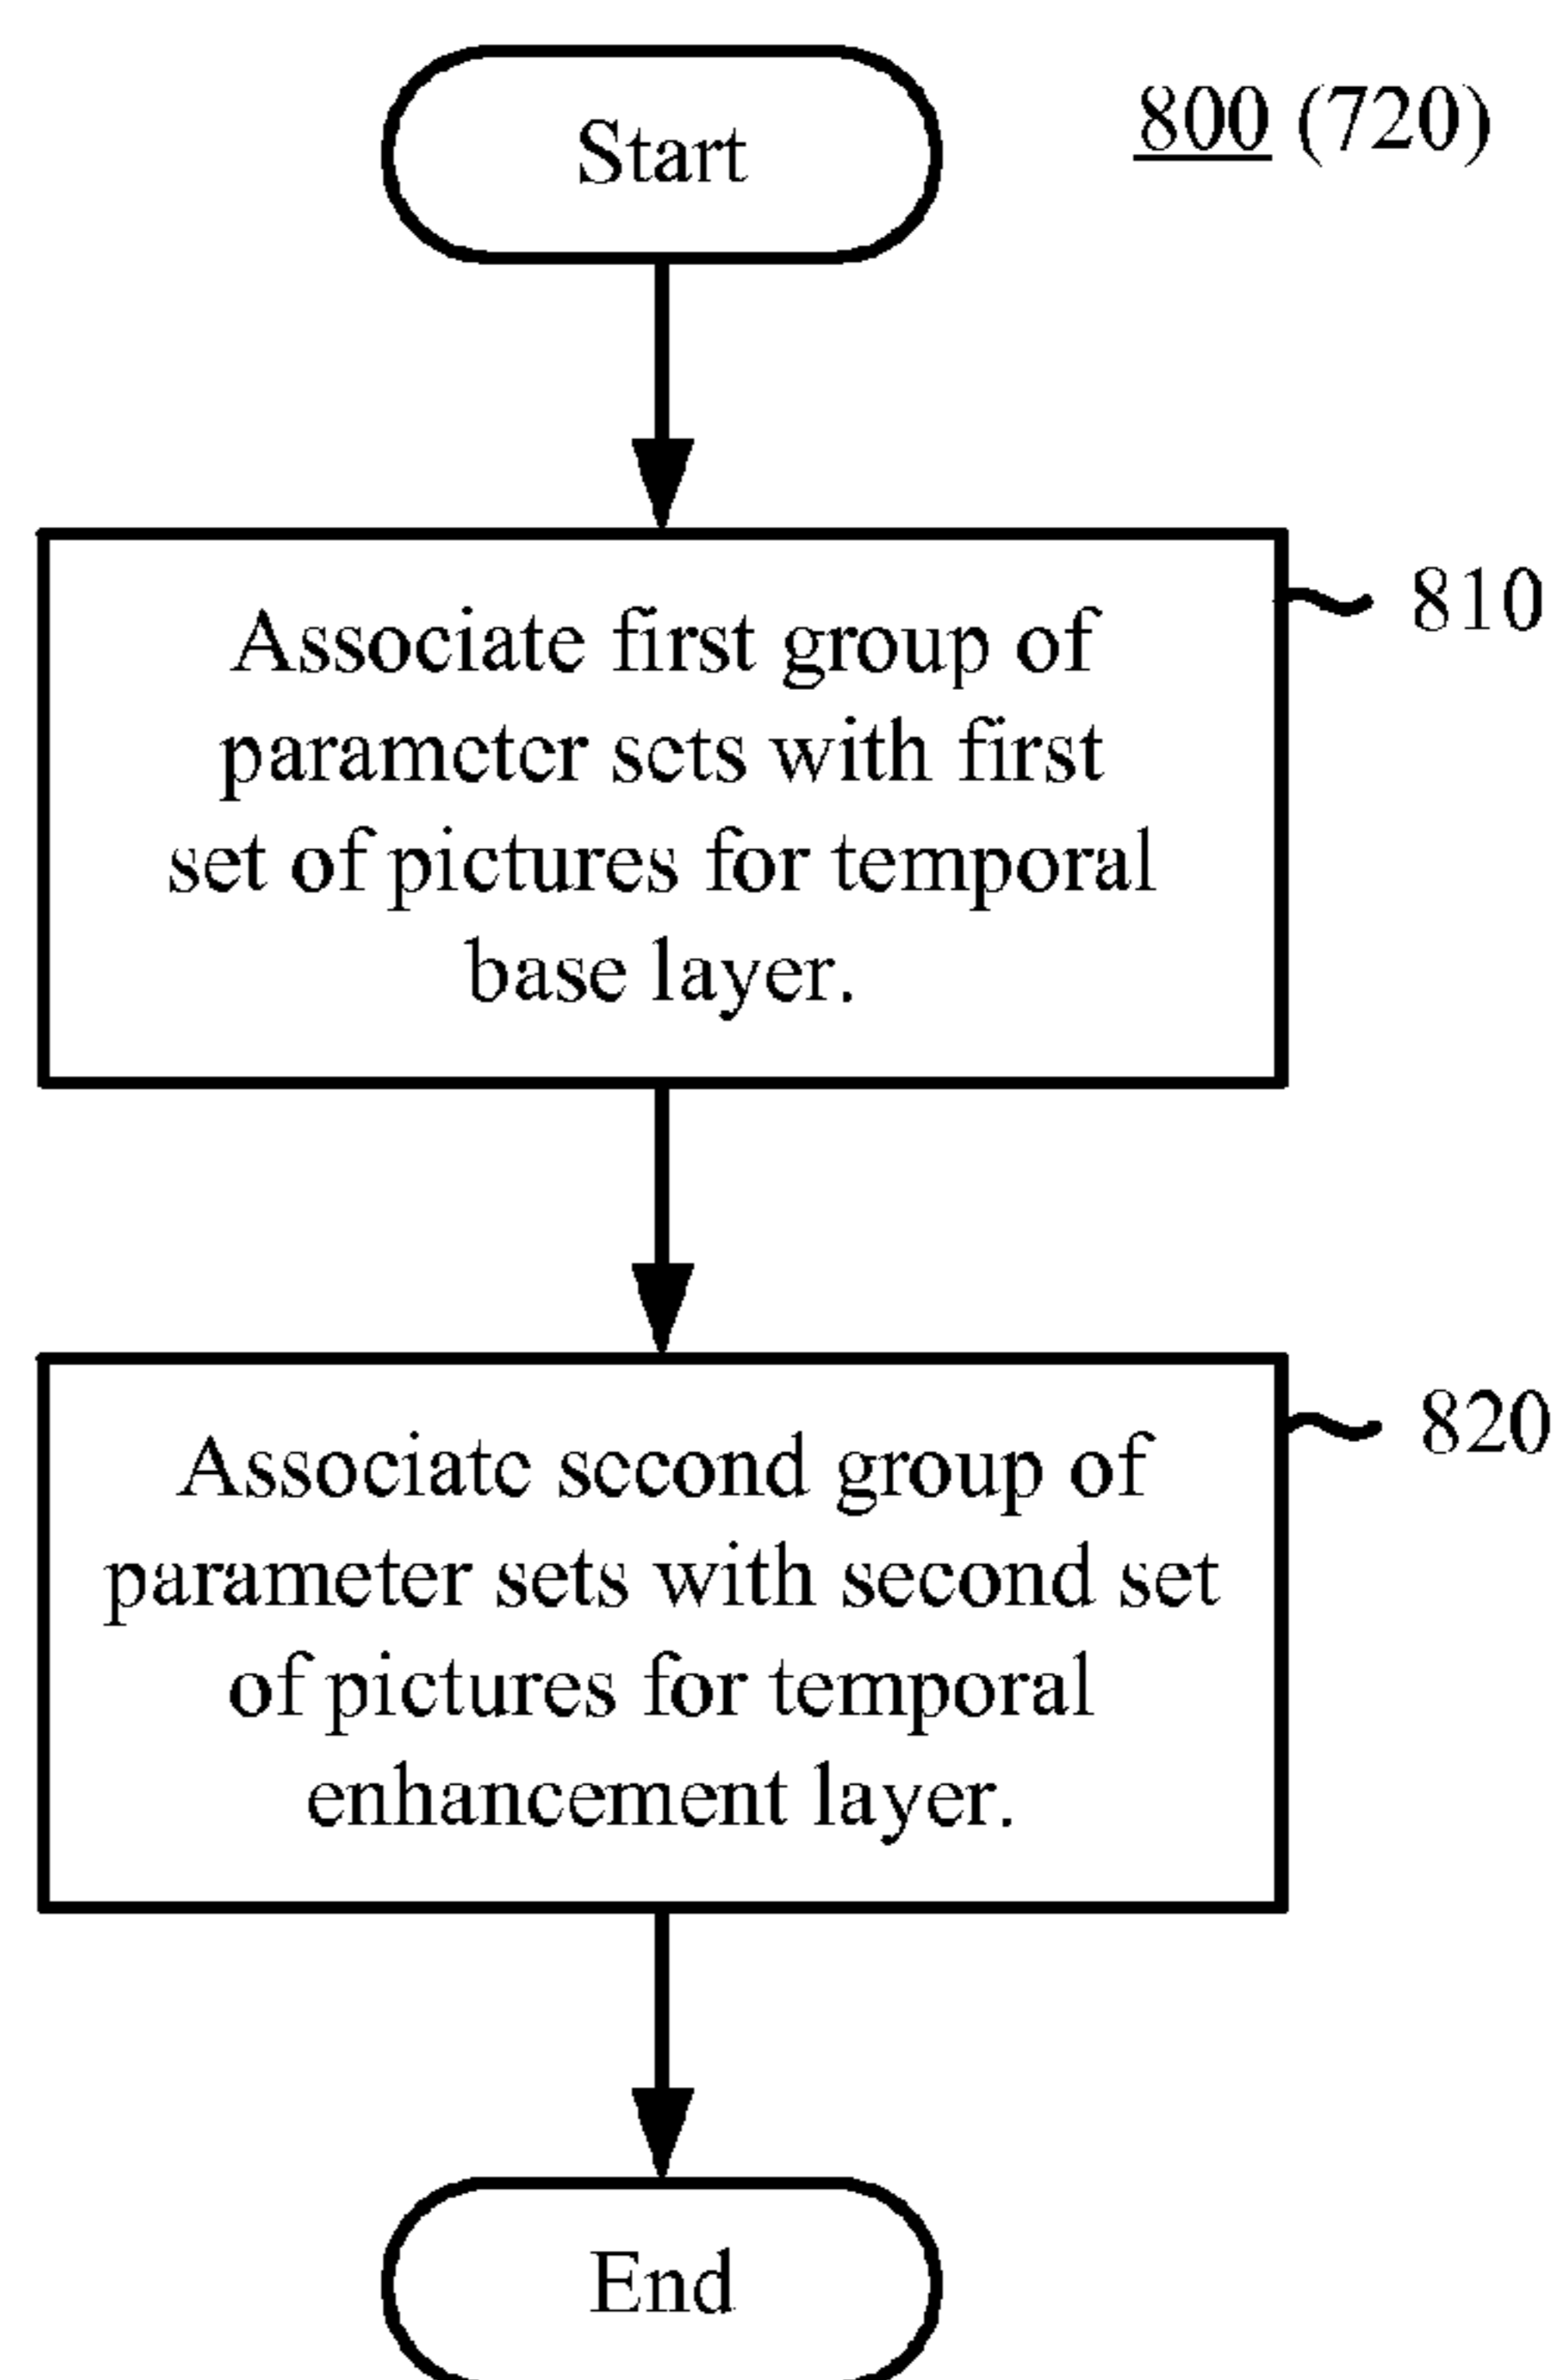 Start
800 (720)
Associate first group of
parameter sets with first
set of pictures for temporal
base layer.
810
Associate second group of
parameter sets with second set
of pictures for temporal
enhancement layer.
820
End